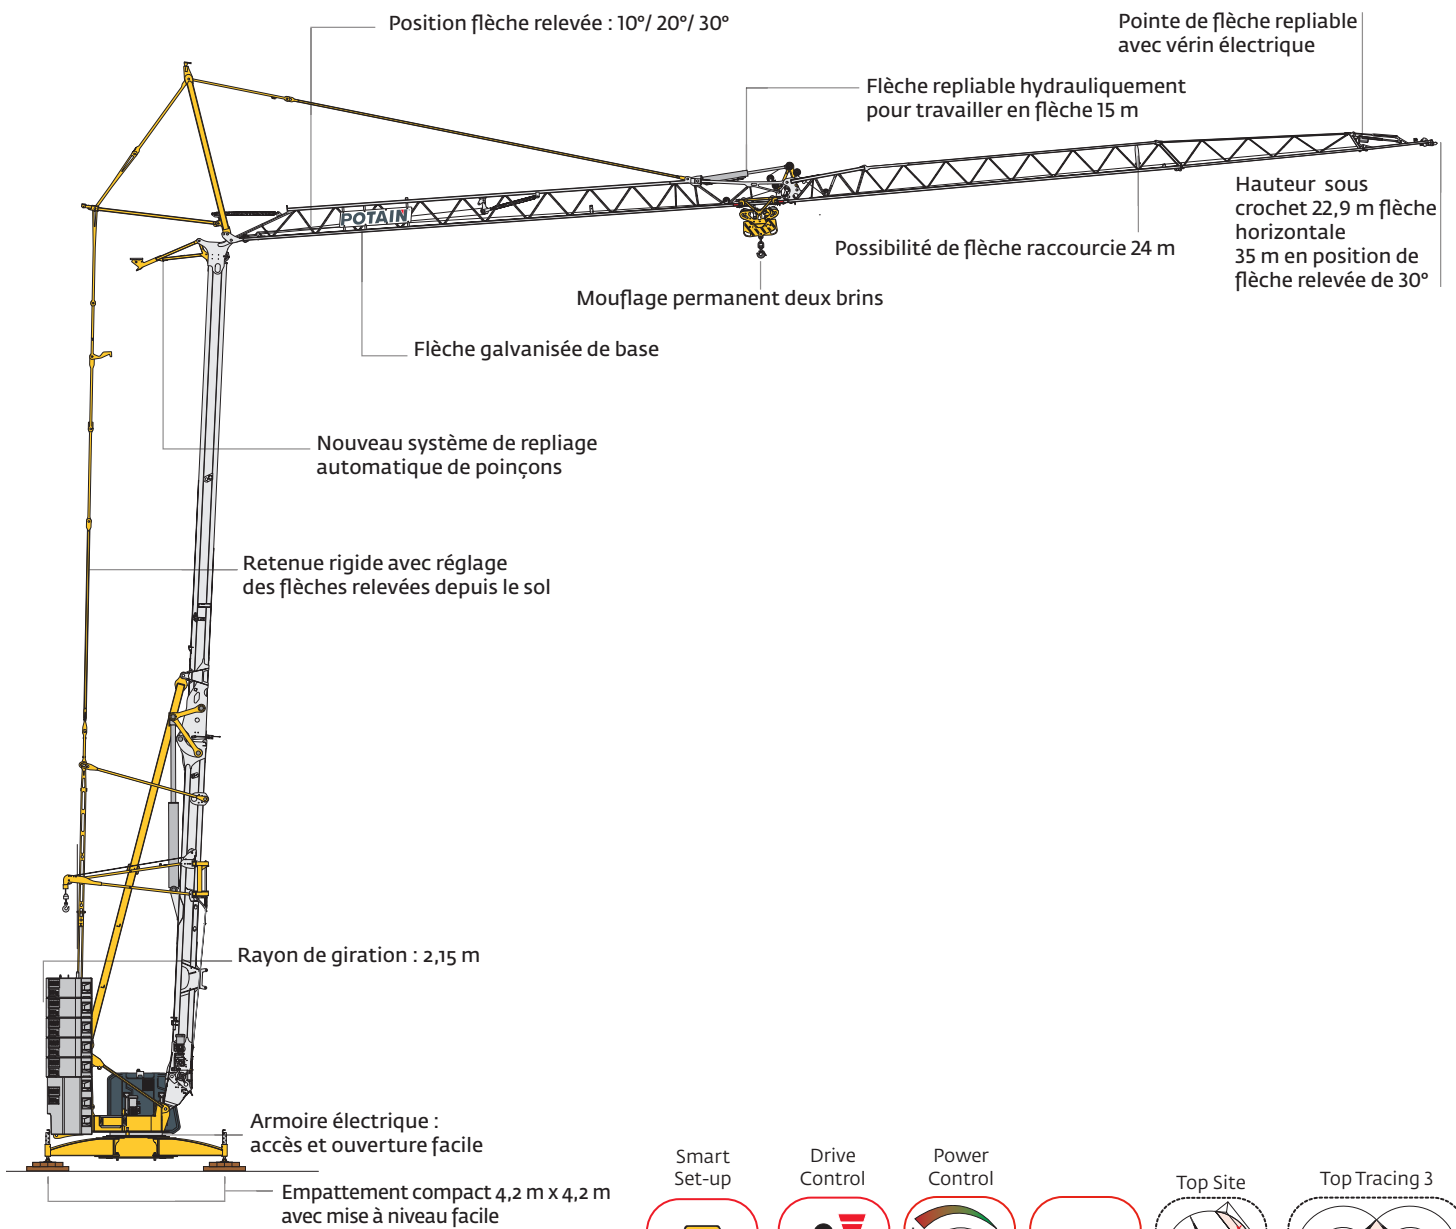 Position flèche relevée : 10°/ 20°/ 30°
Pointe de flèche repliable
avec vérin électrique
Flèche repliable hydrauliquement
pour travailler en flèche 15 m
POTAIN
Hauteur sous
crochet 22,9 m flèche
horizontale
35 m en position de
flèche relevée de 30°
Possibilité de flèche raccourcie 24 m
Mouflage permanent deux brins
Flèche galvanisée de base
Nouveau système de repliage
automatique de poinçons
Retenue rigide avec réglage
des flèches relevées depuis le sol
Rayon de giration : 2,15 m
Armoire électrique :
accès et ouverture facile
Empattement compact 4,2 m x 4,2 m
avec mise à niveau facile
Smart
Set-up
Drive
Control
Power
Control
Top Site
Top Tracing 3